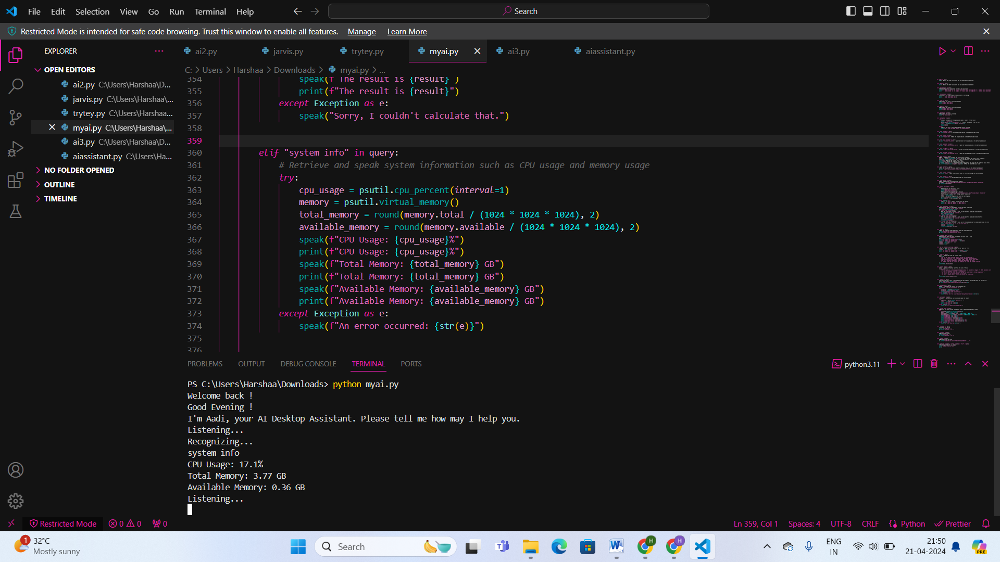 File Edit Selection View Go Run Terminal Help
Search
Restricted Mode is intended for safe code browsing. Trust this window to enable all features. Manage Learn More
EXPLORER
ai2.py jarvis.py trytey.py myai.py ai3.py aiassistant.py
OPEN EDITORS
C: > Users > Harshaa > Downloads > myai.py > ...
ai2.py C:\Users\Harshaa\D...
jarvis.py C:\Users\Harshaa\...
trytey.py C:\Users\Harshaa...
myai.py C:\Users\Harshaa\...
ai3.py C:\Users\Harshaa\D...
aiassistant.py C:\Users\Ha...
NO FOLDER OPENED
OUTLINE
TIMELINE
354 speak(f"The result is {result}")
355 print(f"The result is {result}")
356 except Exception as e:
357 speak("Sorry, I couldn't calculate that.")
358
359
360 elif "system info" in query:
361 # Retrieve and speak system information such as CPU usage and memory usage
362 try:
363 cpu_usage = psutil.cpu_percent(interval=1)
364 memory = psutil.virtual_memory()
365 total_memory = round(memory.total / (1024 * 1024 * 1024), 2)
366 available_memory = round(memory.available / (1024 * 1024 * 1024), 2)
367 speak(f"CPU Usage: {cpu_usage}%")
368 print(f"CPU Usage: {cpu_usage}%")
369 speak(f"Total Memory: {total_memory} GB")
370 print(f"Total Memory: {total_memory} GB")
371 speak(f"Available Memory: {available_memory} GB")
372 print(f"Available Memory: {available_memory} GB")
373 except Exception as e:
374 speak(f"An error occurred: {str(e)}")
375
376
PROBLEMS OUTPUT DEBUG CONSOLE TERMINAL PORTS
python3.11
PS C:\Users\Harshaa\Downloads> python myai.py
Welcome back !
Good Evening !
I'm Aadi, your AI Desktop Assistant. Please tell me how may I help you.
Listening...
Recognizing...
system info
CPU Usage: 17.1%
Total Memory: 3.77 GB
Available Memory: 0.36 GB
Listening...
Restricted Mode 0 0 0
Ln 359, Col 1 Spaces: 4 UTF-8 CRLF Python Prettier
1 32°C
Mostly sunny
Search
H
H
ENG
IN
21:50
21-04-2024
PRE